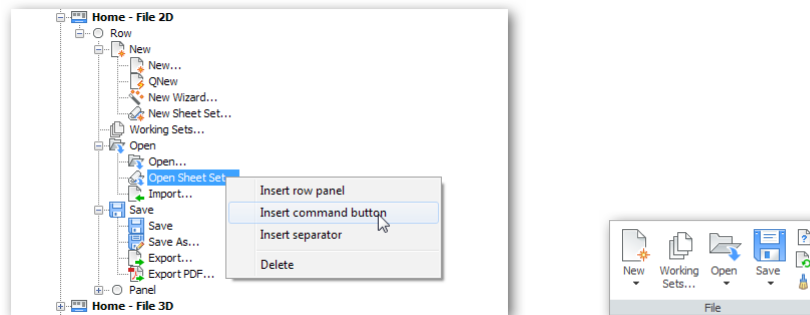 Home - File 2D
Row
New
New...
QNew
New Wizard...
New Sheet Set...
Working Sets...
Open
Open...
Open Sheet Set...
Import...
Save
Save
Save As...
Export...
Export PDF...
Panel
Home - File 3D
Insert row panel
Insert command button
Insert separator
Delete
New
Working
Sets...
Open
Save
File